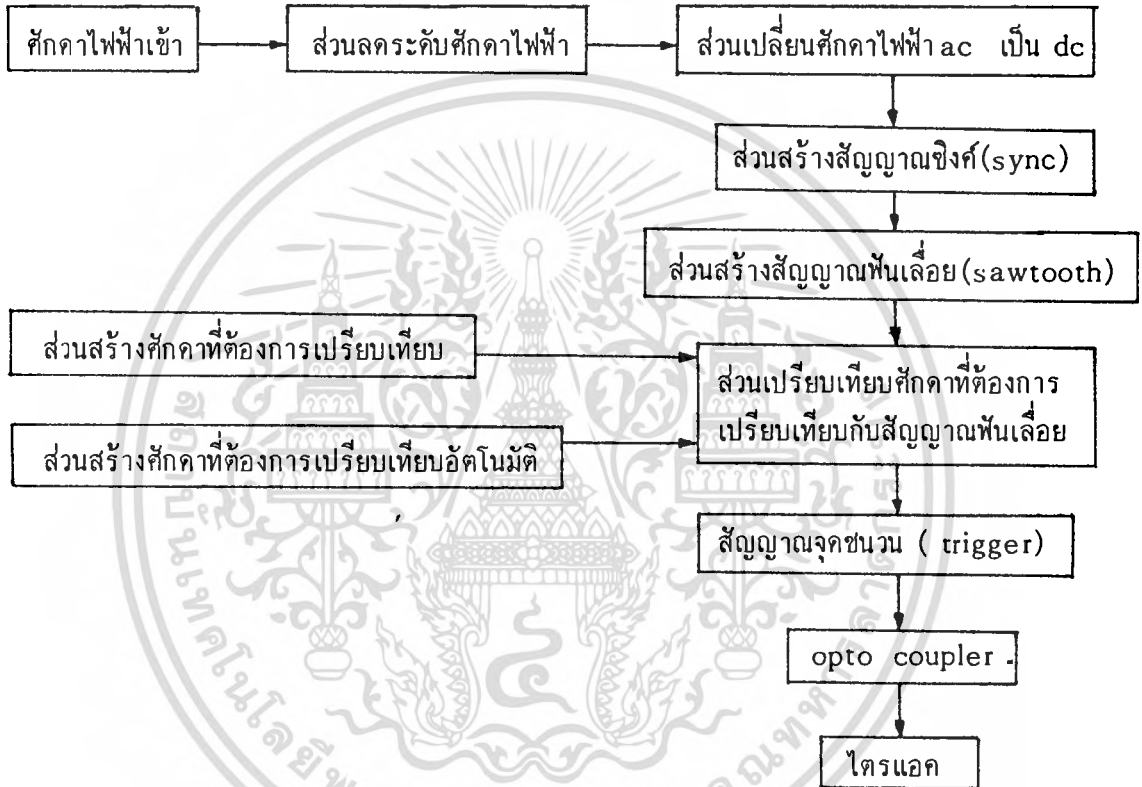 ศักดาไฟฟ้าเข้า
ส่วนลดระดับศักดาไฟฟ้า
ส่วนเปลี่ยนศักดาไฟฟ้า ac เป็น dc
ส่วนสร้างสัญญาณซิงค์(sync)
ส่วนสร้างสัญญาณฟันเลื่อย(sawtooth)
ส่วนสร้างศักดาที่ต้องการเปรียบเทียบ
ส่วนเปรียบเทียบศักดาที่ต้องการ
เปรียบเทียบกับสัญญาณฟันเลื่อย
ส่วนสร้างศักดาที่ต้องการเปรียบเทียบอัตโนมัติ
สัญญาณจุดชนวน ( trigger)
opto coupler
ไตรแอค